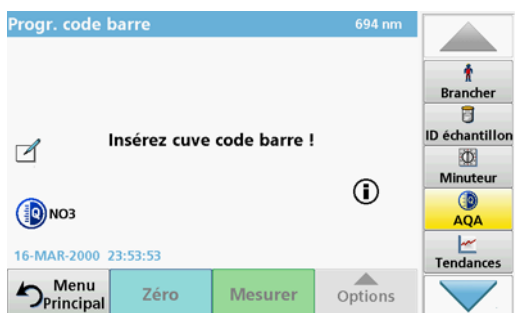 Progr. code barre 694 nm
Insérez cuve code barre !
NO3
16-MAR-2000 23:53:53
Menu
Principal
Zéro
Mesurer
Options
Brancher
ID échantillon
Minuteur
AQA
Tendances